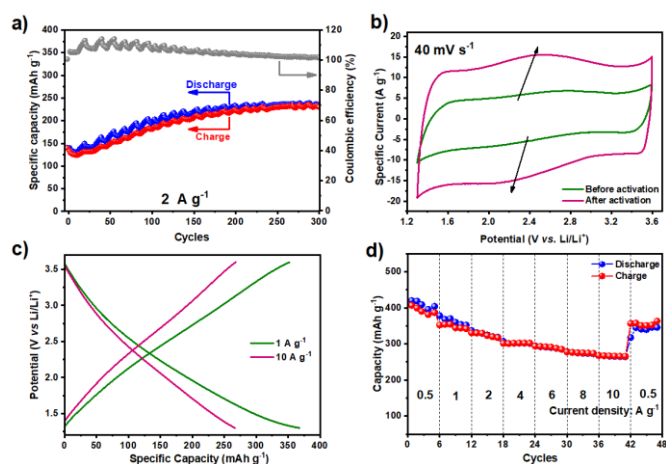 a)
Specific capacity (mAh g⁻¹)
400
350
300
250
200
150
100
50
0
Discharge
Charge
2 A g⁻¹
0 50 100 150 200 250 300
Cycles
120
100
80
60
40
20
0
Coulombic efficiency (%)
b)
40 mV s⁻¹
Specific Current (A g⁻¹)
20
15
10
5
0
-5
-10
-15
-20
Before activation
After activation
1.2 1.6 2.0 2.4 2.8 3.2 3.6
Potential (V vs. Li/Li⁺)
c)
Potential (V vs Li/Li⁺)
3.5
3.0
2.5
2.0
1.5
1 A g⁻¹
10 A g⁻¹
0 50 100 150 200 250 300 350 400
Specific Capacity (mAh g⁻¹)
d)
Capacity (mAh g⁻¹)
500
400
300
200
100
Discharge
Charge
0.5 1 2 4 6 8 10 0.5
Current density: A g⁻¹
0 6 12 18 24 30 36 42 48
Cycles